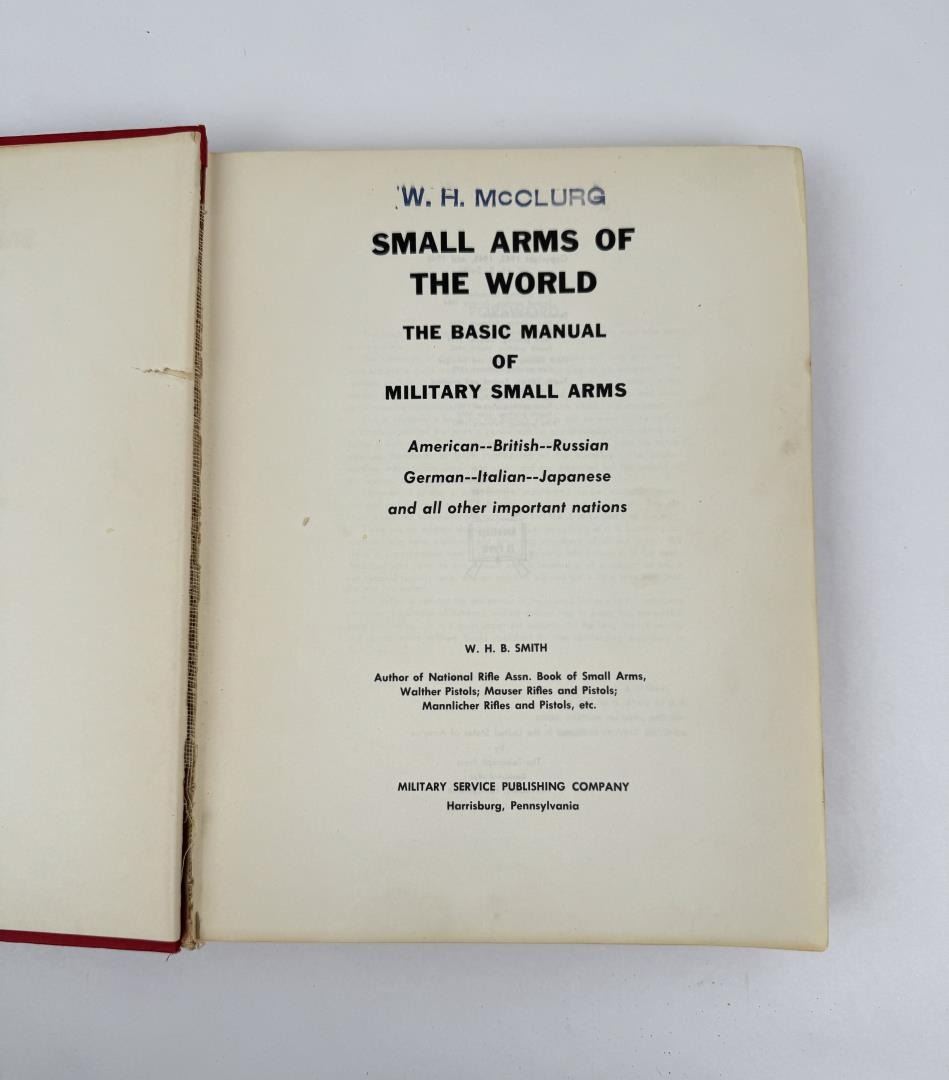 W. H. McCLURG
SMALL ARMS OF
THE WORLD
THE BASIC MANUAL
OF
MILITARY SMALL ARMS
American--British--Russian
German--Italian--Japanese
and all other important nations
W. H. B. SMITH
Author of National Rifle Assn. Book of Small Arms,
Walther Pistols; Mauser Rifles and Pistols;
Mannlicher Rifles and Pistols, etc.
MILITARY SERVICE PUBLISHING COMPANY
Harrisburg, Pennsylvania